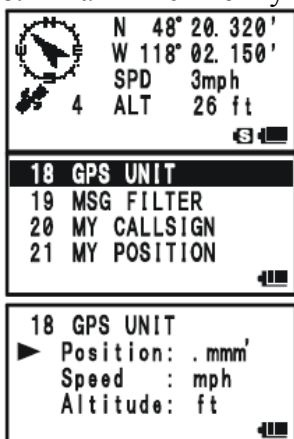 N 48° 20. 320'
W 118° 02. 150'
SPD 3mph
4 ALT 26 ft
S
18 GPS UNIT
19 MSG FILTER
20 MY CALLSIGN
21 MY POSITION
18 GPS UNIT
▶ Position: . mmm'
Speed : mph
Altitude: ft